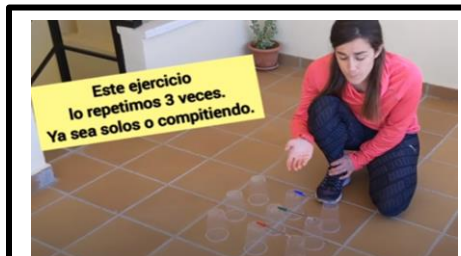 Este ejercicio
lo repetimos 3 veces.
Ya sea solos o compitiendo.